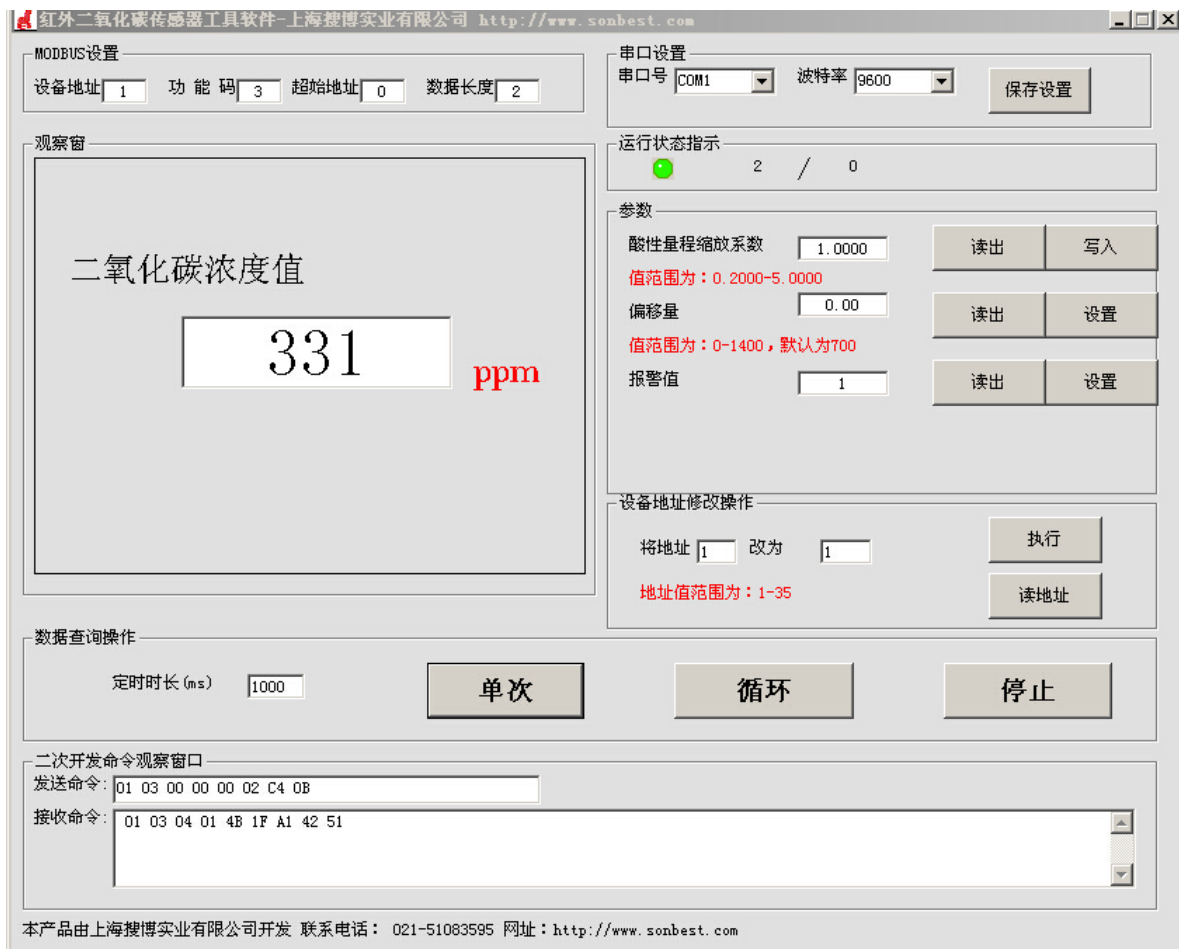 红外二氧化碳传感器工具软件-上海搜博实业有限公司 http://www.sonbest.com
MODBUS设置
设备地址 1 功 能 码 3 超始地址 0 数据长度 2
串口设置
串口号 COM1 波特率 9600 保存设置
观察窗
二氧化碳浓度值
331 ppm
运行状态指示
2 / 0
参数
酸性量程缩放系数 1.0000 读出 写入
值范围为：0.2000-5.0000
偏移量 0.00 读出 设置
值范围为：0-1400，默认为700
报警值 1 读出 设置
设备地址修改操作
将地址 1 改为 1 执行
地址值范围为：1-35 读地址
数据查询操作
定时时长(ms) 1000 单次 循环 停止
二次开发命令观察窗口
发送命令: 01 03 00 00 00 02 C4 0B
接收命令: 01 03 04 01 4B 1F A1 42 51
本产品由上海搜博实业有限公司开发 联系电话： 021-51083595 网址：http://www.sonbest.com